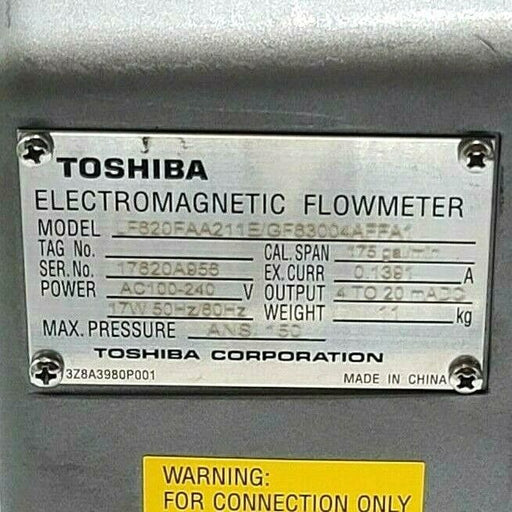 TOSHIBA
ELECTROMAGNETIC FLOWMETER
MODEL LF620FAA211E/GF63004AFFA1
TAG No.
CAL. SPAN 175 gal/min
SER.No. 17620A956
EX.CURR 0.1391 A
POWER AC100-240 V
OUTPUT 4 TO 20 mADC
17W 50Hz/60Hz
WEIGHT 11 kg
MAX. PRESSURE ANSI 150
TOSHIBA CORPORATION
3Z8A3980P001
MADE IN CHINA
WARNING:
FOR CONNECTION ONLY